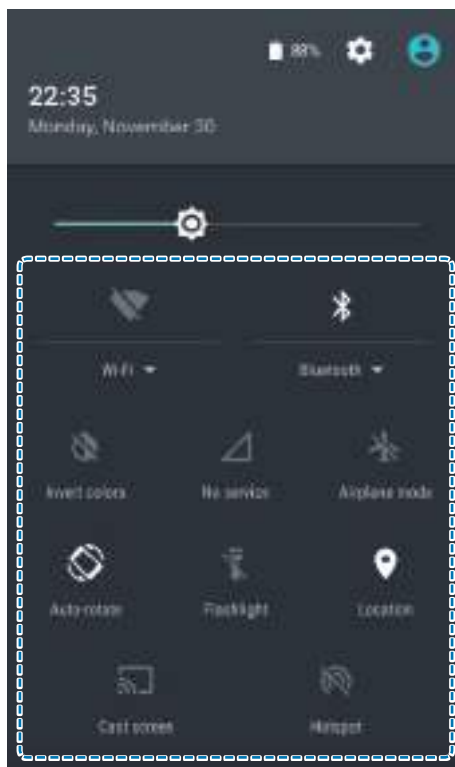 88%
22:35
Monday, November 30
Wi-Fi
Bluetooth
Invert colors
No service
Airplane mode
Auto-rotate
Flashlight
Location
Cast screen
Hotspot